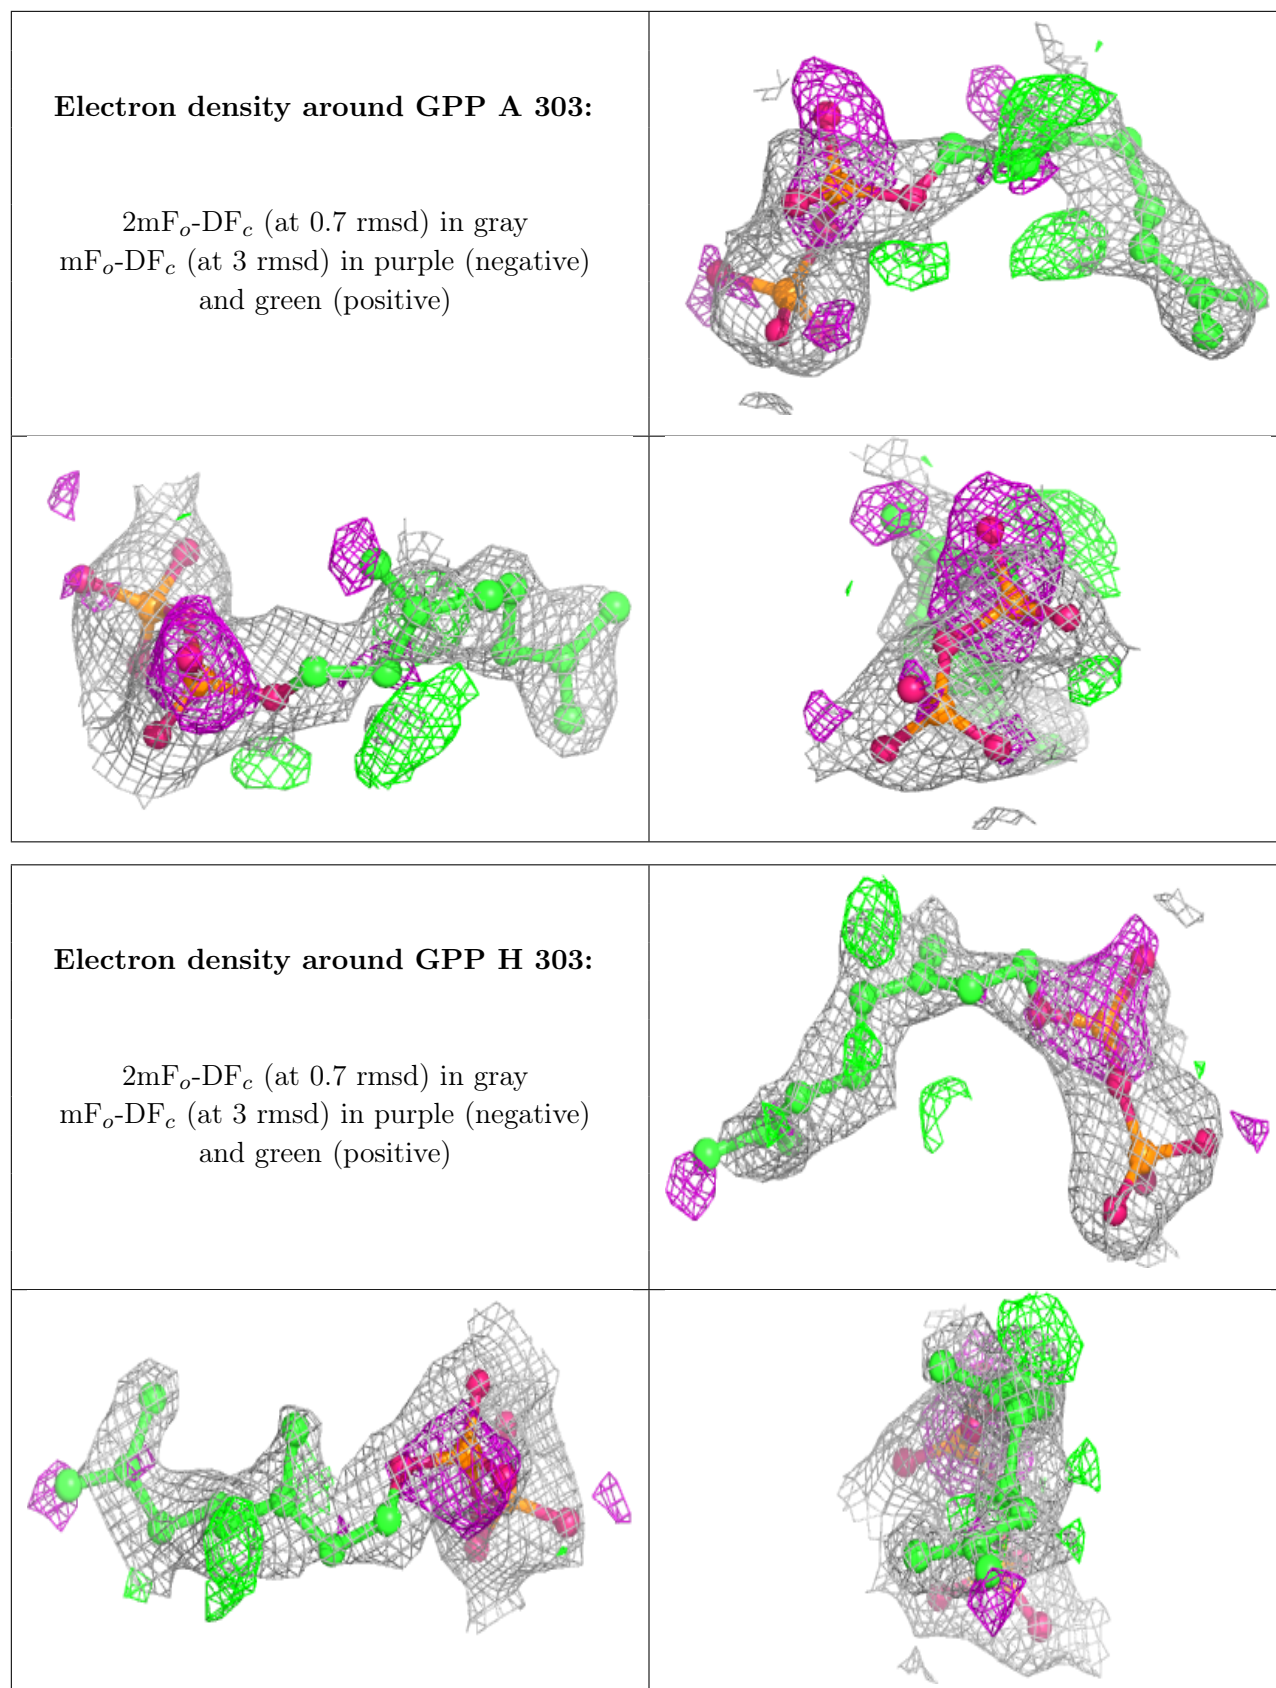 Electron density around GPP A 303:
2mFo-DFc (at 0.7 rmsd) in gray
mFo-DFc (at 3 rmsd) in purple (negative)
and green (positive)
Electron density around GPP H 303:
2mFo-DFc (at 0.7 rmsd) in gray
mFo-DFc (at 3 rmsd) in purple (negative)
and green (positive)